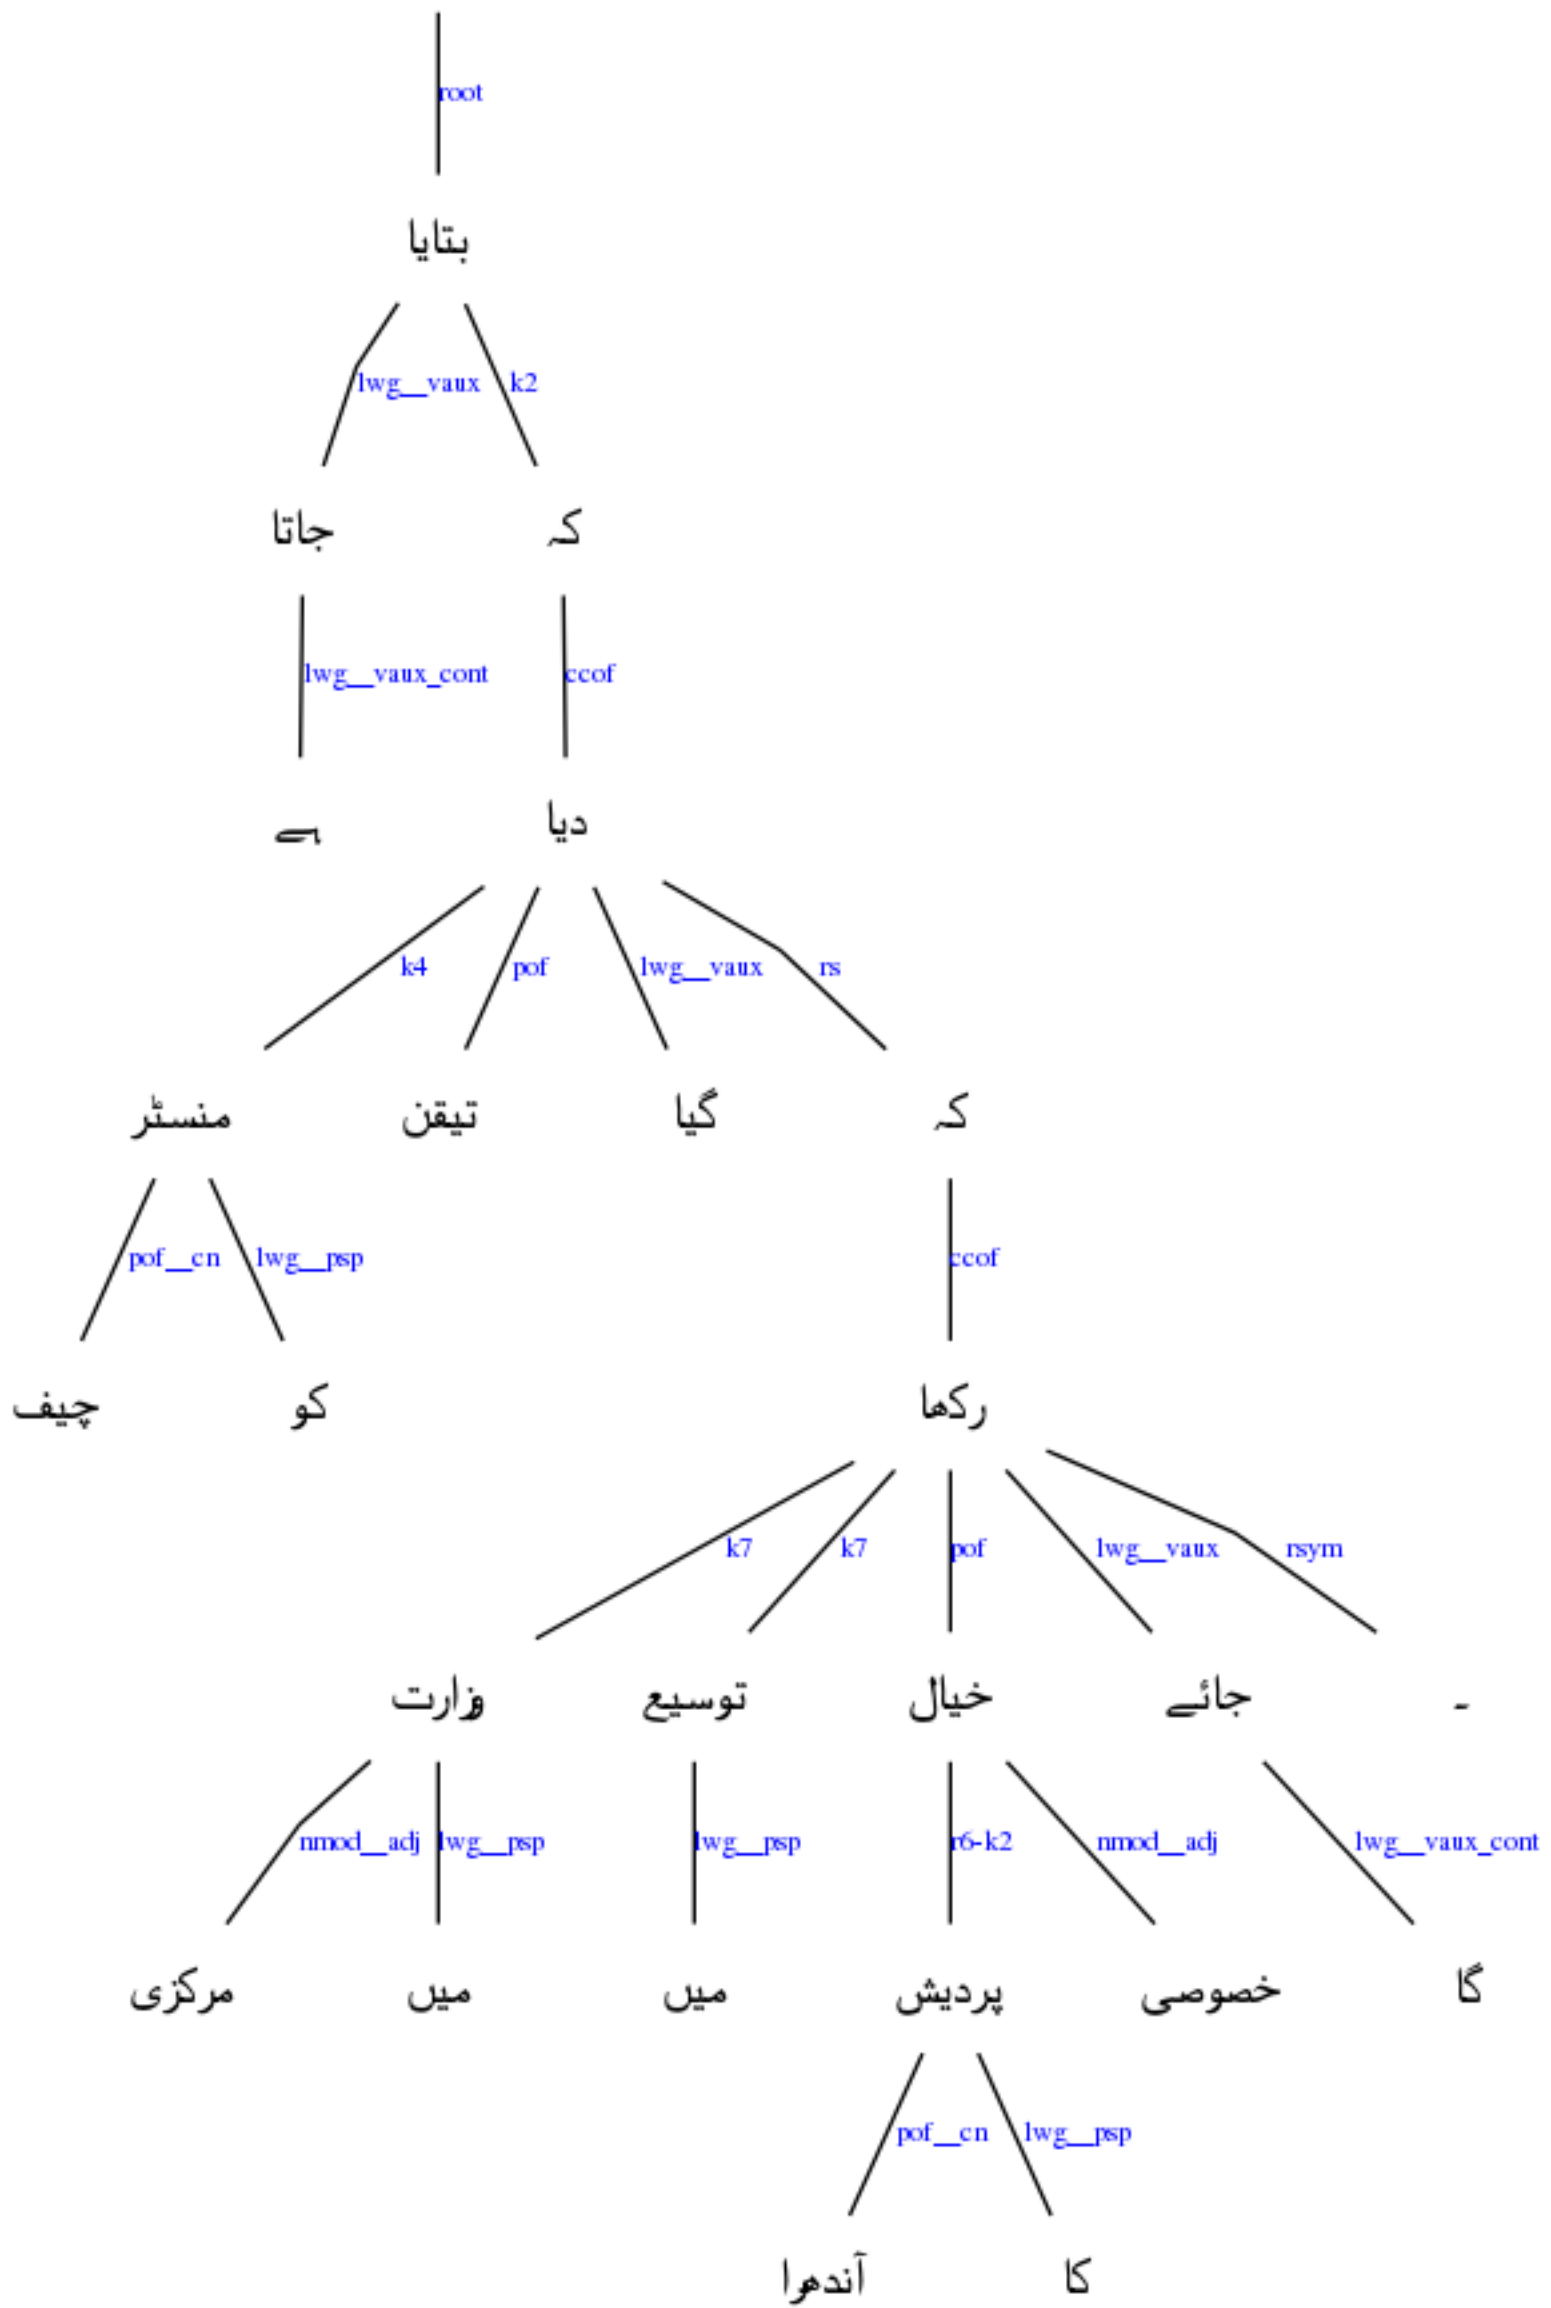 root
بتایا
lwg__vaux k2
جاتا کہ
lwg__vaux_cont ccof
ہے دیا
k4 pof lwg__vaux rs
منسٹر تیقن گیا کہ
pof__cn lwg__psp ccof
چیف کو رکھا
k7 k7 pof lwg__vaux rsym
وزارت توسیع خیال جائے ۔
nmod__adj lwg__psp lwg__psp r6-k2 nmod__adj lwg__vaux_cont
مرکزی میں میں پردیش خصوصی گا
pof__cn lwg__psp
آندھرا کا